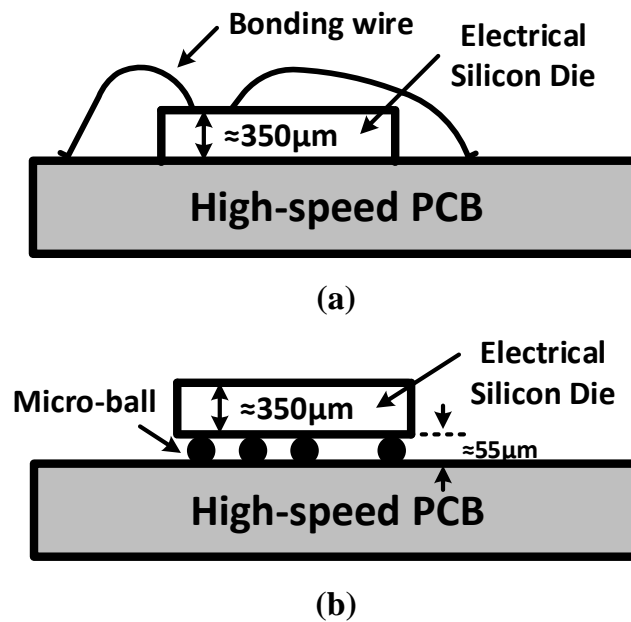 Bonding wire
Electrical
Silicon Die
≈350μm
High-speed PCB
(a)
Electrical
Silicon Die
Micro-ball
≈350μm
≈55μm
High-speed PCB
(b)